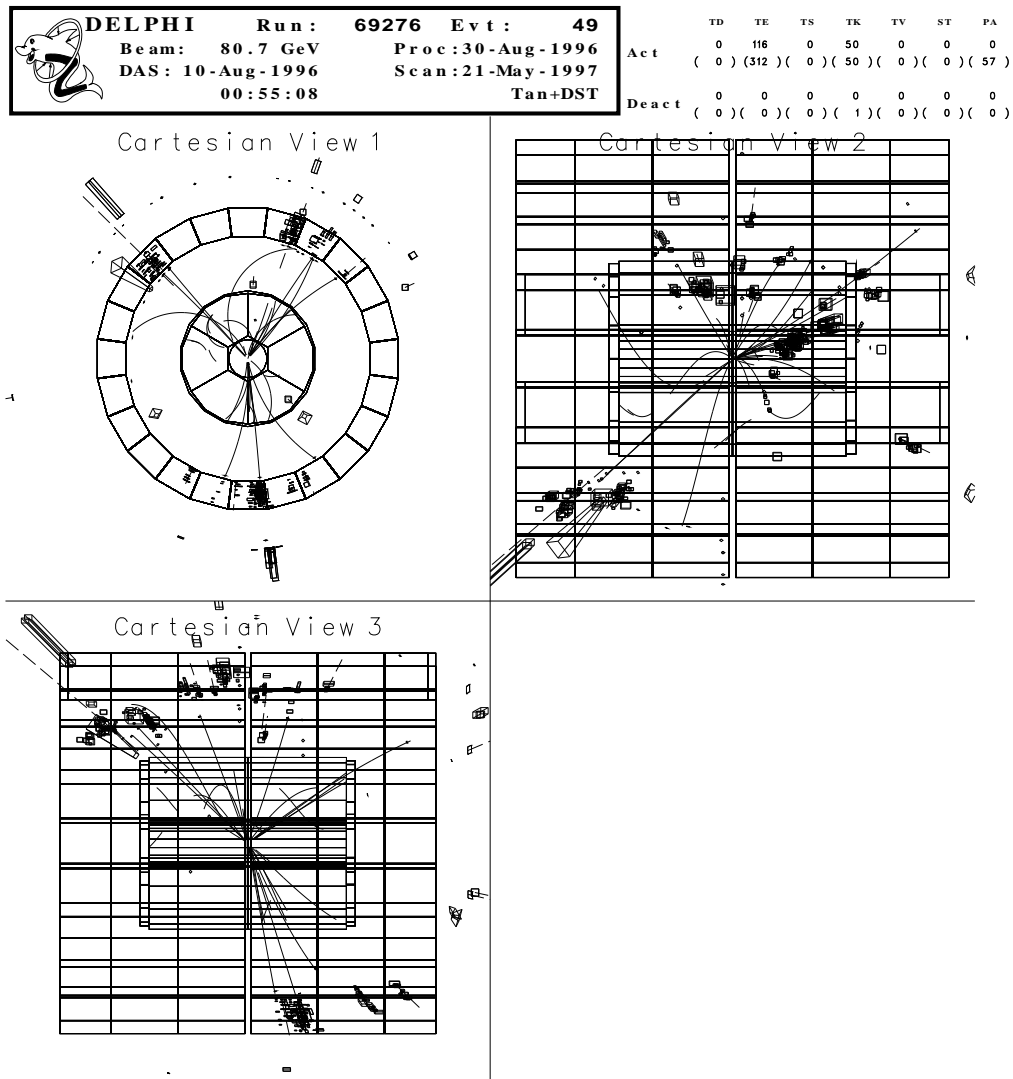 DELPHI Run: 69276 Evt: 49
Beam: 80.7 GeV Proc:30-Aug-1996
DAS: 10-Aug-1996 Scan:21-May-1997
00:55:08 Tan+DST
TD TE TS TK TV ST PA
Act 0 116 0 50 0 0 0
( 0) (312) ( 0) ( 50) ( 0) ( 0) ( 57)
Deact 0 0 0 0 0 0 0
( 0) ( 0) ( 0) ( 1) ( 0) ( 0) ( 0)
Cartesian View 1
Cartesian View 2
Cartesian View 3